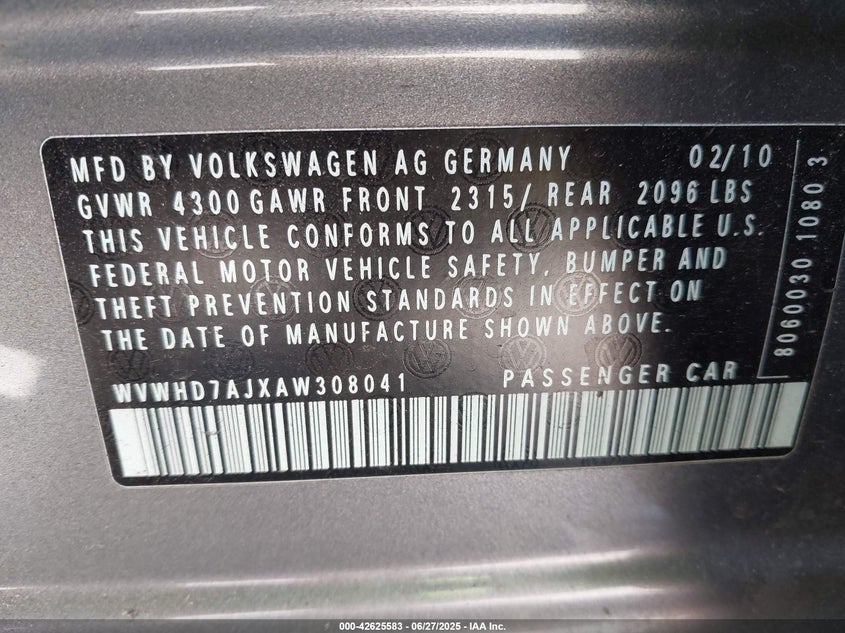 MFD BY VOLKSWAGEN AG GERMANY 02/10
GVWR 4300 GAWR FRONT 2315/ REAR 2096 LBS
THIS VEHICLE CONFORMS TO ALL APPLICABLE U.S.
FEDERAL MOTOR VEHICLE SAFETY, BUMPER AND
THEFT PREVENTION STANDARDS IN EFFECT ON
THE DATE OF MANUFACTURE SHOWN ABOVE.
WVWHD7AJXAW308041 PASSENGER CAR
8060030 1080 3
000-42625583 - 06/27/2025 - IAA Inc.